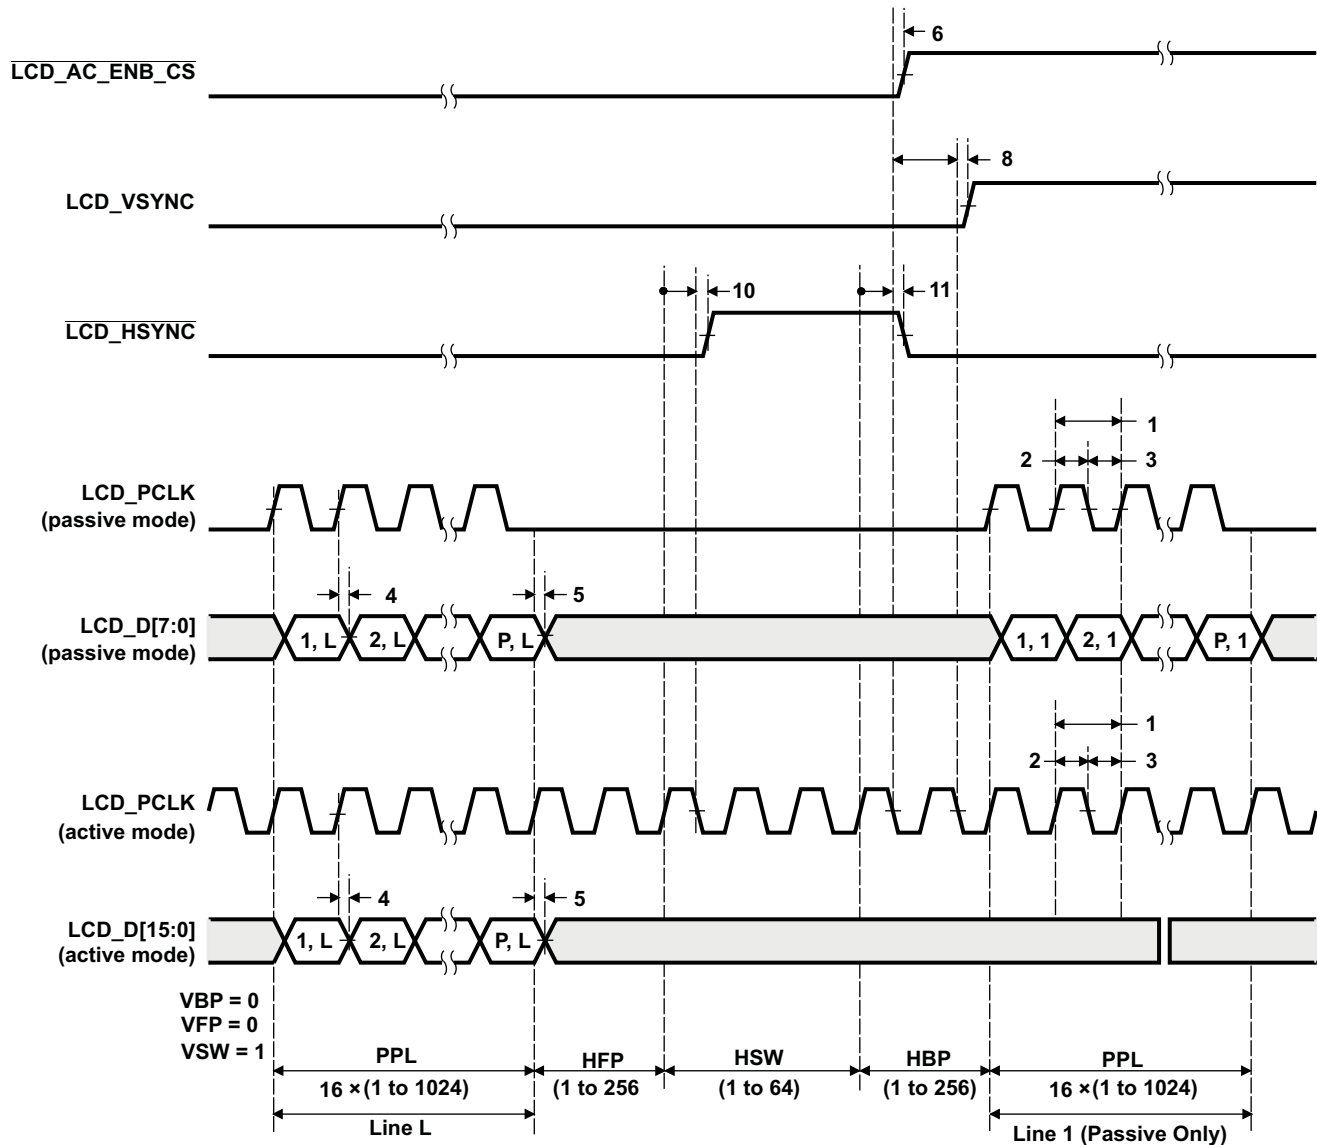 6
LCD_AC_ENB_CS
8
LCD_VSYNC
10
11
LCD_HSYNC
1
2
3
LCD_PCLK
(passive mode)
4
5
LCD_D[7:0]
(passive mode)
1, L
2, L
P, L
1, 1
2, 1
P, 1
1
2
3
LCD_PCLK
(active mode)
4
5
LCD_D[15:0]
(active mode)
1, L
2, L
P, L
VBP = 0
VFP = 0
VSW = 1
PPL
16 ×(1 to 1024)
Line L
HFP
(1 to 256
HSW
(1 to 64)
HBP
(1 to 256)
PPL
16 ×(1 to 1024)
Line 1 (Passive Only)